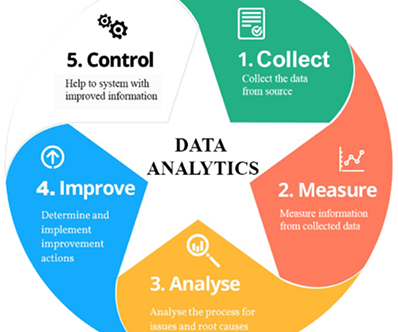 1. Collect
Collect the data
from source
2. Measure
Measure information
from collected data
3. Analyse
Analyse the process for
issues and root causes
4. Improve
Determine and
implement
improvement
actions
5. Control
Help to system with
improved information
DATA
ANALYTICS